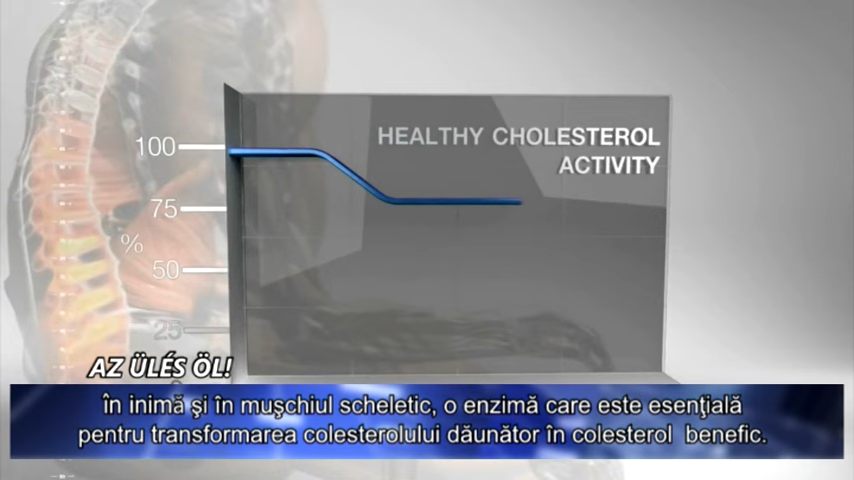 HEALTHY CHOLESTEROL
ACTIVITY
100
75
%
50
25
AZ ÜLÉS ÖL!
în inimă şi în muşchiul scheletic, o enzimă care este esenţială
pentru transformarea colesterolului dăunător în colesterol benefic.